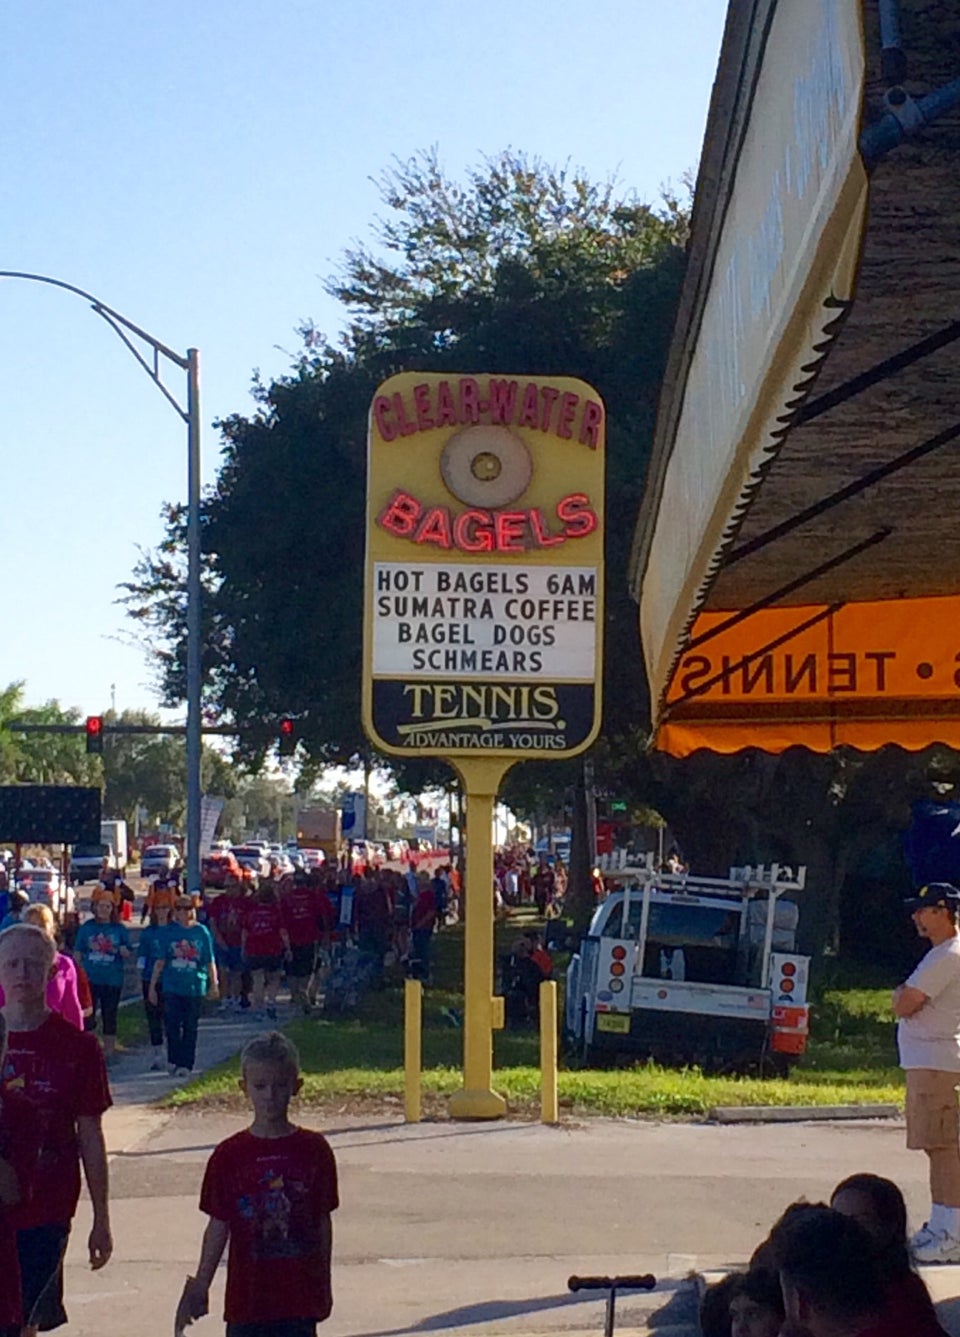 CLEAR-WATER
BAGELS
HOT BAGELS 6AM
SUMATRA COFFEE
BAGEL DOGS
SCHMEARS
TENNIS
ADVANTAGE YOURS.
S • TENNIS